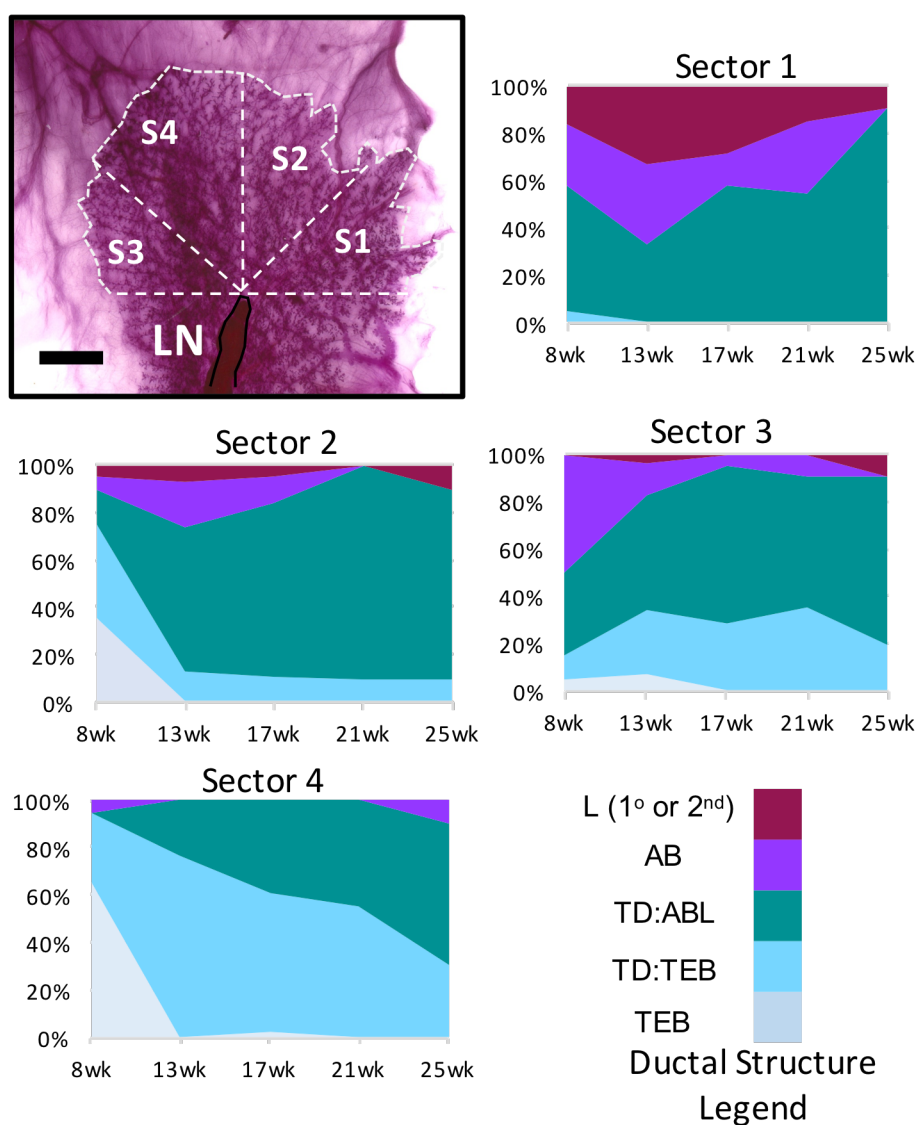 S4
S2
S3
S1
LN
Sector 1
100%
80%
60%
40%
20%
0%
8wk 13wk 17wk 21wk 25wk
Sector 2
100%
80%
60%
40%
20%
0%
8wk 13wk 17wk 21wk 25wk
Sector 3
100%
80%
60%
40%
20%
0%
8wk 13wk 17wk 21wk 25wk
Sector 4
100%
80%
60%
40%
20%
0%
8wk 13wk 17wk 21wk 25wk
L (1º or 2ⁿᵈ)
AB
TD:ABL
TD:TEB
TEB
Ductal Structure
Legend